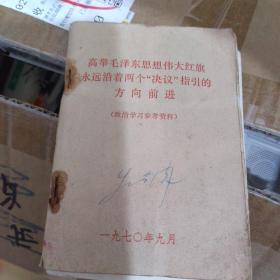 高举毛泽东思想伟大红旗
永远沿着两个“决议”指引的
方向前进
（政治学习参考资料）
一九七〇年九月